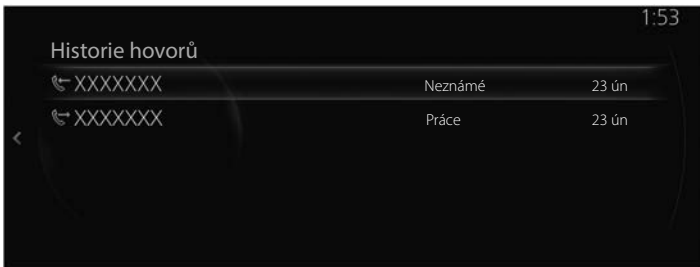 1:53
Historie hovorů
XXXXXXX Neznámé 23 ún
XXXXXXX Práce 23 ún